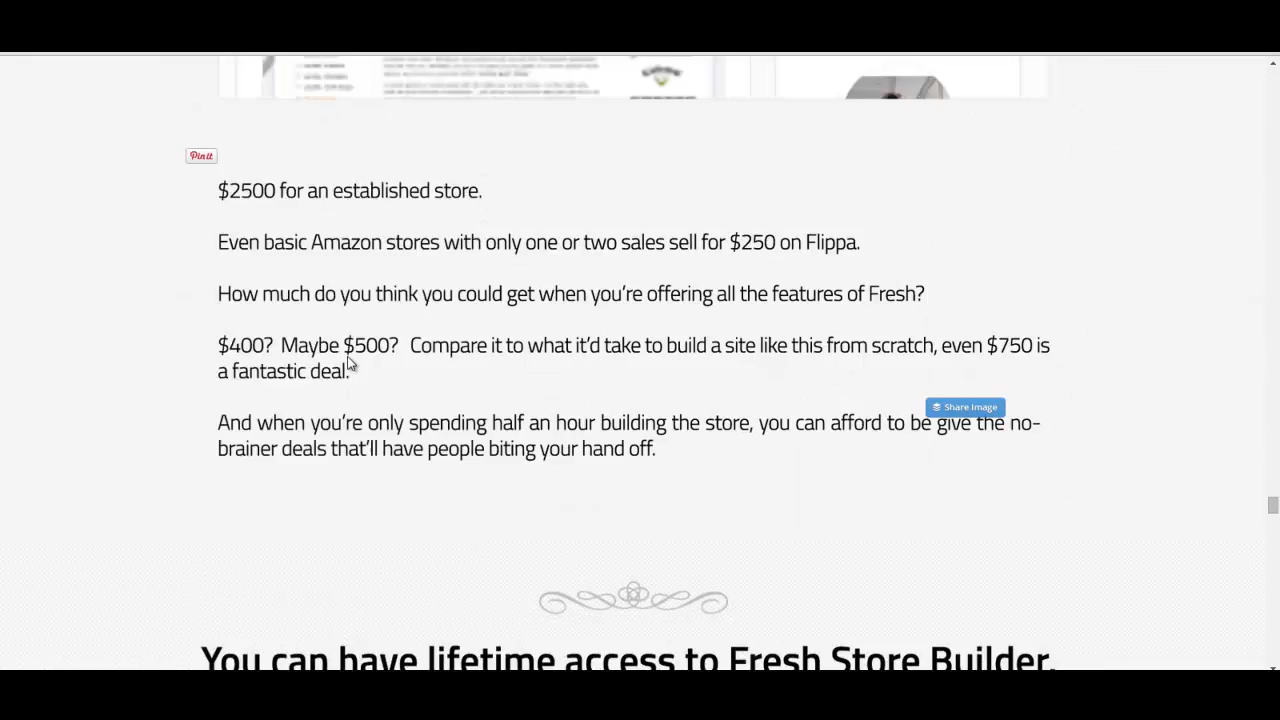 Pin it
$2500 for an established store.
Even basic Amazon stores with only one or two sales sell for $250 on Flippa.
How much do you think you could get when you're offering all the features of Fresh?
$400? Maybe $500? Compare it to what it'd take to build a site like this from scratch, even $750 is
a fantastic deal.
Share Image
And when you're only spending half an hour building the store, you can afford to be give the no-
brainer deals that'll have people biting your hand off.
You can have lifetime access to Fresh Store Builder.